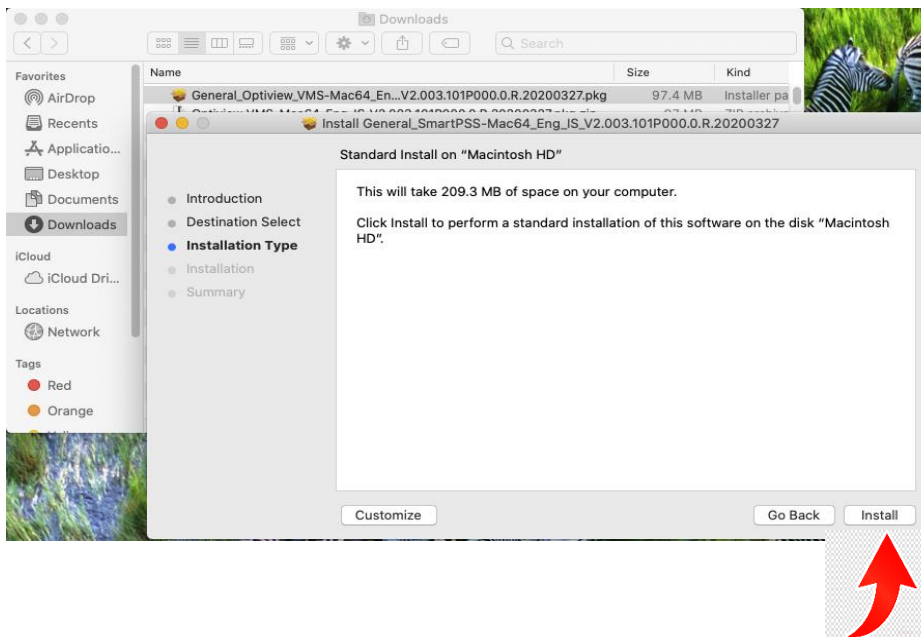 Downloads
Search
Favorites
AirDrop
Recents
Applicatio...
Desktop
Documents
Downloads
iCloud
iCloud Dri...
Locations
Network
Tags
Red
Orange
Name Size Kind
General_Optiview_VMS-Mac64_En...V2.003.101P000.0.R.20200327.pkg 97.4 MB Installer pa
Install General_SmartPSS-Mac64_Eng_IS_V2.003.101P000.0.R.20200327
Standard Install on “Macintosh HD”
Introduction
Destination Select
Installation Type
Installation
Summary
This will take 209.3 MB of space on your computer.
Click Install to perform a standard installation of this software on the disk “Macintosh
HD”.
Customize
Go Back
Install